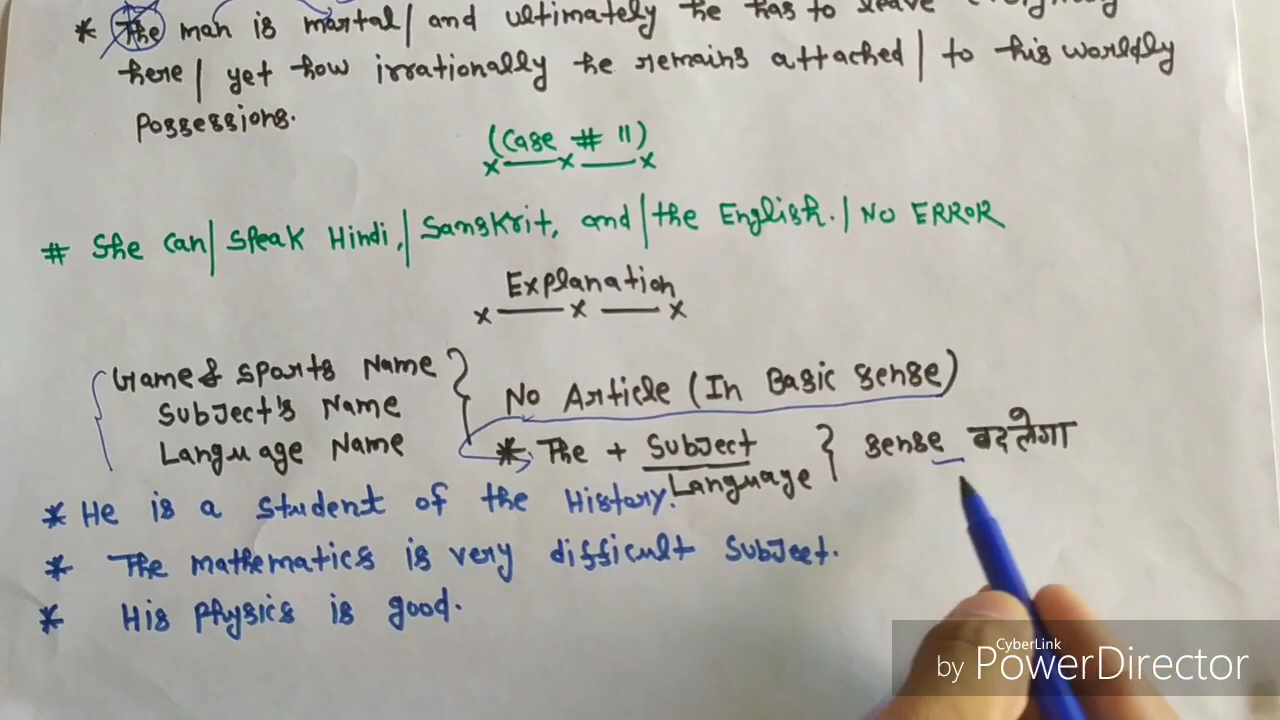 * The man is mortal/ and ultimately he has to leave
here/ yet how irrationally he remains attached/ to his worldly
possessions.
(Case # 11)
# She can/ speak Hindi,/ Sanskrit, and/ the English./ No ERROR
Explanation
Game & sports Name
Subject's Name
Language Name
No Article (In Basic sense)
* The + Subject
Language
sense बदलेगा
* He is a student of the History.
* The mathematics is very difficult subject.
* His physics is good.
CyberLink
by PowerDirector